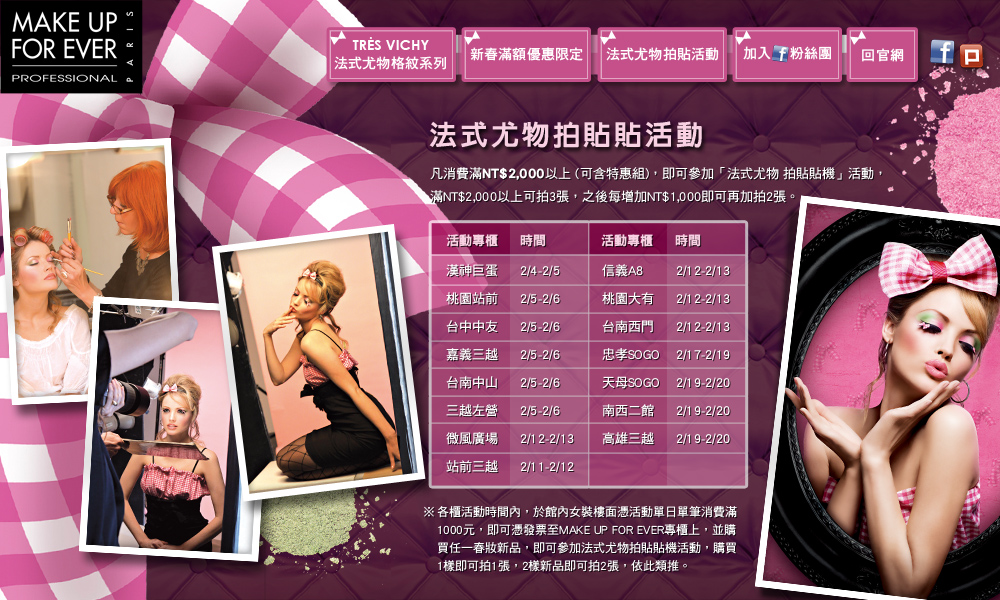 MAKE UP
FOR EVER
PROFESSIONAL
PARIS
TRÈS VICHY
法式尤物格紋系列
新春滿額優惠限定
法式尤物拍貼活動
加入f粉絲團
回官網
法式尤物拍貼貼活動
凡消費滿NT$2,000以上 (可含特惠組)，即可參加「法式尤物 拍貼貼機」活動，
滿NT$2,000以上可拍3張，之後每增加NT$1,000即可再加拍2張。
活動專櫃 時間 活動專櫃 時間
漢神巨蛋 2/4-2/5 信義A8 2/12-2/13
桃園站前 2/5-2/6 桃園大有 2/12-2/13
台中中友 2/5-2/6 台南西門 2/12-2/13
嘉義三越 2/5-2/6 忠孝SOGO 2/17-2/19
台南中山 2/5-2/6 天母SOGO 2/19-2/20
三越左營 2/5-2/6 南西二館 2/19-2/20
微風廣場 2/12-2/13 高雄三越 2/19-2/20
站前三越 2/11-2/12
※ 各櫃活動時間內，於館內女裝樓面憑活動單日單筆消費滿
1000元，即可憑發票至MAKE UP FOR EVER專櫃上，並購
買任一春妝新品，即可參加法式尤物拍貼貼機活動，購買
1樣即可拍1張，2樣新品即可拍2張，依此類推。